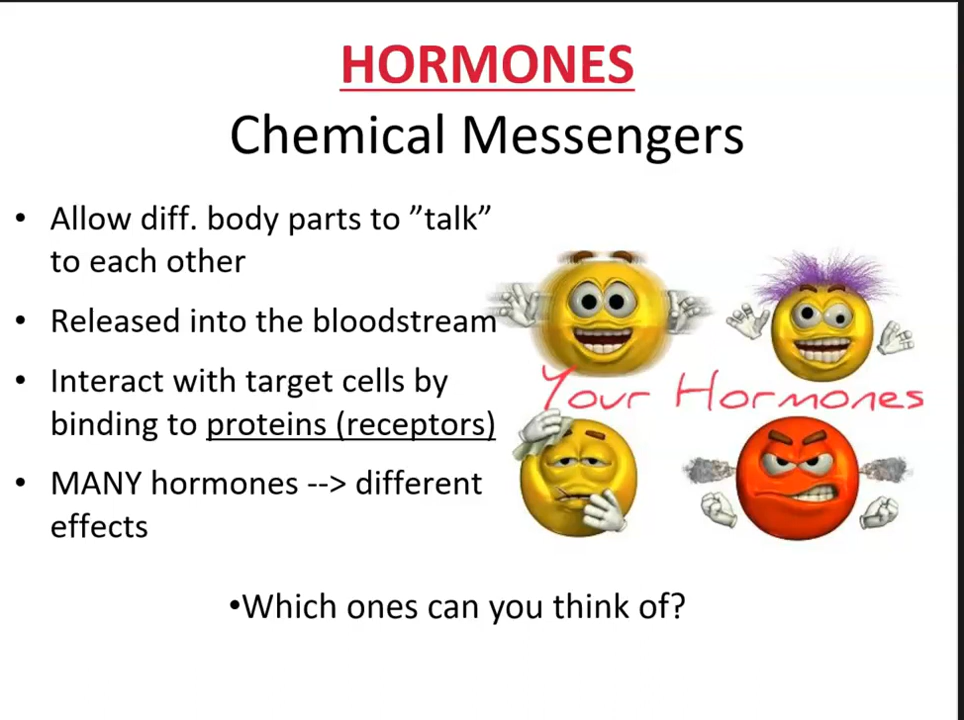 HORMONES
Chemical Messengers
• Allow diff. body parts to ”talk”
to each other
• Released into the bloodstream
• Interact with target cells by
binding to proteins (receptors)
• MANY hormones --> different
effects
Your Hormones
•Which ones can you think of?